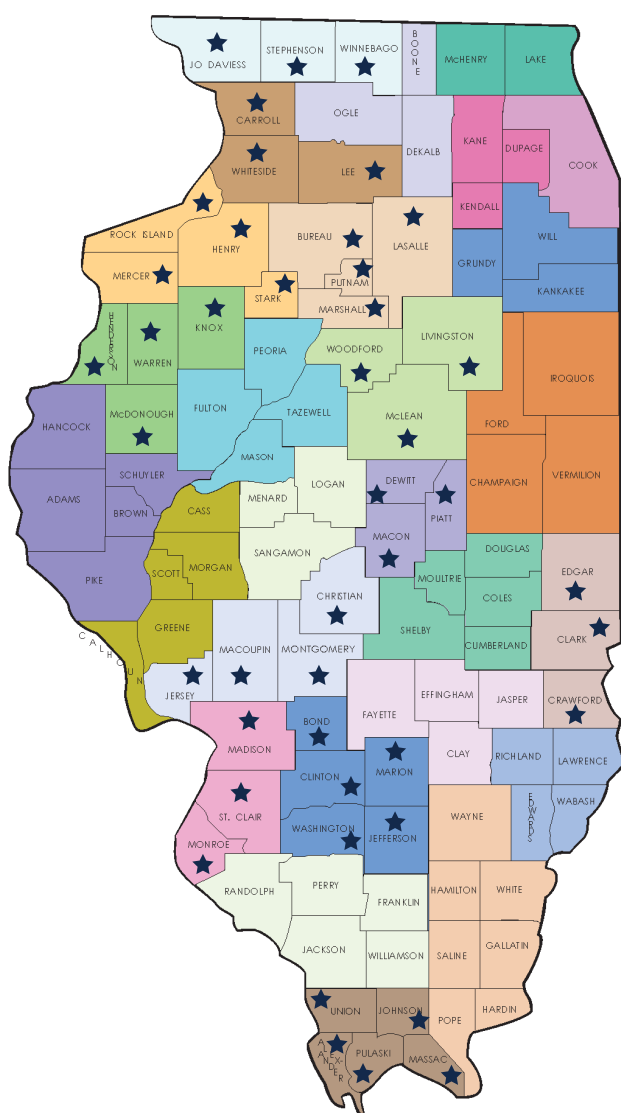 JO DAVIESS
STEPHENSON
WINNEBAGO
BOONE
McHENRY
LAKE
CARROLL
OGLE
WHITESIDE
LEE
DEKALB
KANE
DUPAGE
COOK
ROCK ISLAND
HENRY
BUREAU
LASALLE
KENDALL
WILL
MERCER
STARK
PUTNAM
GRUNDY
KANKAKEE
MARSHALL
HENDERSON
WARREN
KNOX
PEORIA
WOODFORD
LIVINGSTON
IROQUOIS
HANCOCK
McDONOUGH
FULTON
TAZEWELL
McLEAN
FORD
MASON
SCHUYLER
LOGAN
DEWITT
CHAMPAIGN
VERMILION
ADAMS
BROWN
CASS
MENARD
PIATT
MACON
SANGAMON
DOUGLAS
PIKE
SCOTT
MORGAN
CHRISTIAN
MOULTRIE
EDGAR
COLES
GREENE
SHELBY
CUMBERLAND
CLARK
CALHOUN
MACOUPIN
MONTGOMERY
JERSEY
FAYETTE
EFFINGHAM
JASPER
CRAWFORD
MADISON
BOND
CLAY
RICHLAND
LAWRENCE
CLINTON
MARION
ST. CLAIR
WASHINGTON
JEFFERSON
WAYNE
EDWARDS
WABASH
MONROE
RANDOLPH
PERRY
FRANKLIN
HAMILTON
WHITE
JACKSON
WILLIAMSON
SALINE
GALLATIN
UNION
JOHNSON
POPE
HARDIN
ALEX-
ANDER
PULASKI
MASSAC